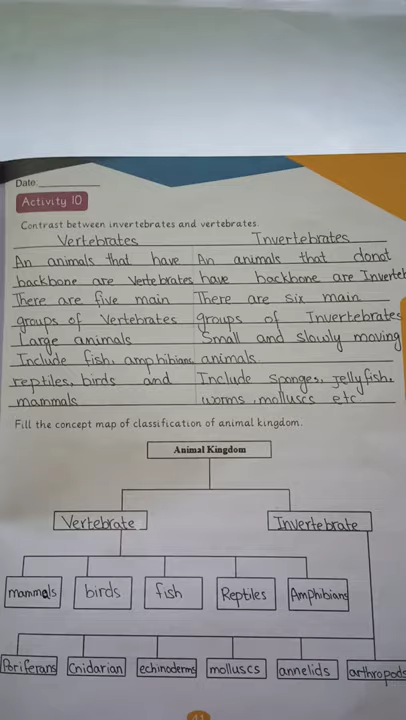 Date:
Activity 10
Contrast between invertebrates and vertebrates.
Vertebrates Invertebrates
An animals that have An animals that donot
backbone are Vertebrates have backbone are Inverteb
There are five main There are six main
groups of Vertebrates groups of Invertebrates
Large animals Small and slowly moving
Include fish, amphibians animals.
reptiles, birds and Include sponges, jellyfish,
mammals worms, molluscs etc
Fill the concept map of classification of animal kingdom.
Animal Kingdom
Vertebrate Invertebrate
mammals birds fish Reptiles Amphibians
Poriferans Cnidarian echinoderms molluscs annelids arthropods
41